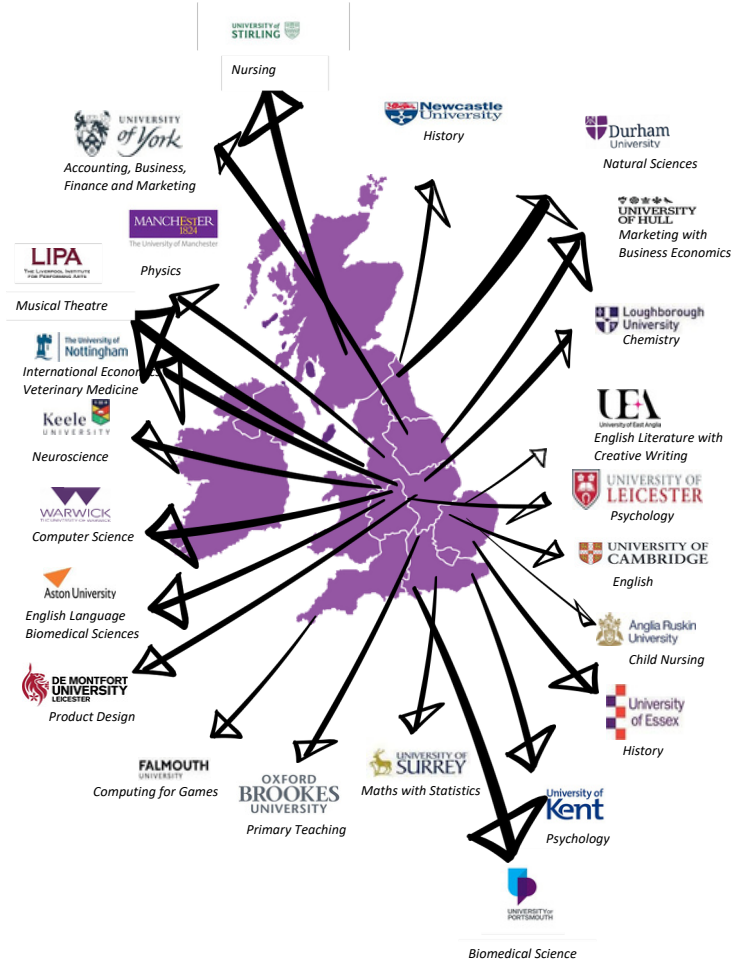 UNIVERSITY of
STIRLING
Nursing
UNIVERSITY
of York
Accounting, Business,
Finance and Marketing
Newcastle
University
History
Durham
University
Natural Sciences
MANCHESTER
1824
The University of Manchester
Physics
UNIVERSITY
OF HULL
Marketing with
Business Economics
LIPA
THE LIVERPOOL INSTITUTE
FOR PERFORMING ARTS
Musical Theatre
Loughborough
University
Chemistry
The University of
Nottingham
International Economics
Veterinary Medicine
UEA
University of East Anglia
English Literature with
Creative Writing
Keele
UNIVERSITY
Neuroscience
UNIVERSITY OF
LEICESTER
Psychology
WARWICK
THE UNIVERSITY OF WARWICK
Computer Science
UNIVERSITY OF
CAMBRIDGE
English
Aston University
English Language
Biomedical Sciences
Anglia Ruskin
University
Child Nursing
DE MONTFORT
UNIVERSITY
LEICESTER
Product Design
University
of Essex
History
FALMOUTH
UNIVERSITY
Computing for Games
OXFORD
BROOKES
UNIVERSITY
Primary Teaching
UNIVERSITY OF
SURREY
Maths with Statistics
University of
Kent
Psychology
UNIVERSITY OF
PORTSMOUTH
Biomedical Science